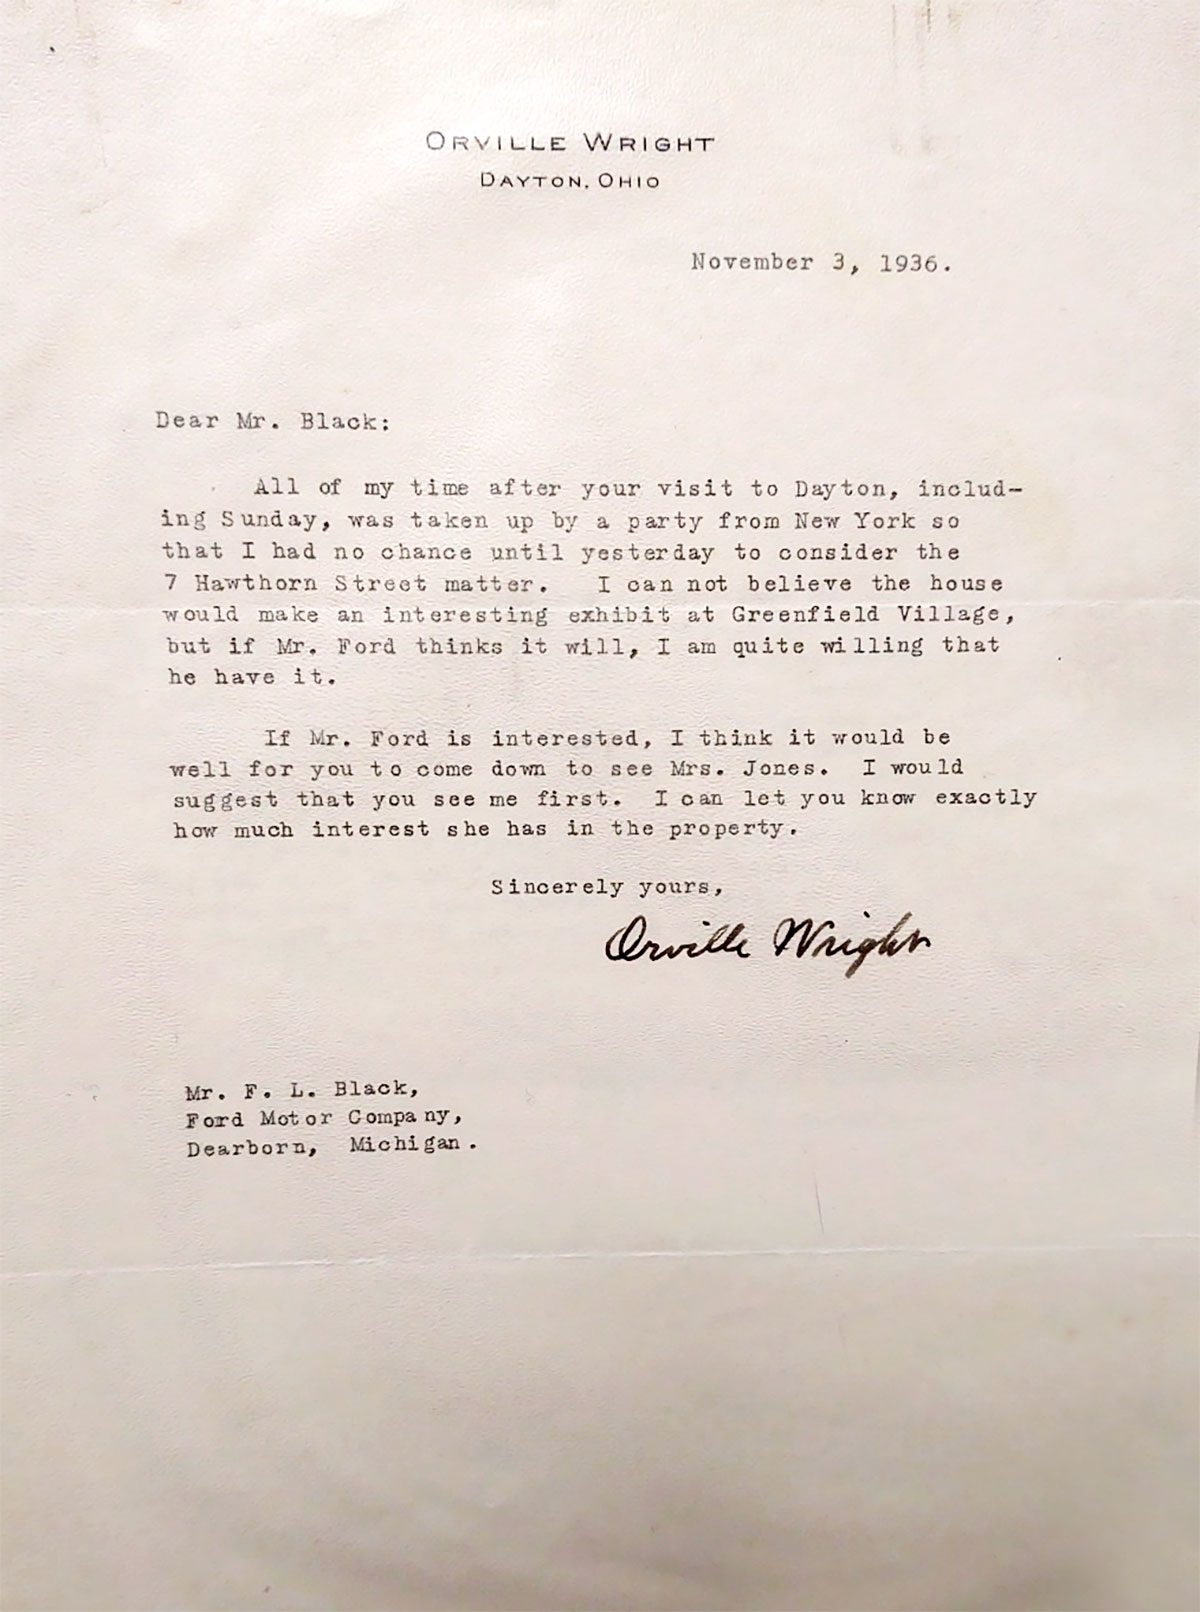 ORVILLE WRIGHT
DAYTON, OHIO
November 3, 1936.
Dear Mr. Black:
All of my time after your visit to Dayton, includ-
ing Sunday, was taken up by a party from New York so
that I had no chance until yesterday to consider the
7 Hawthorn Street matter. I can not believe the house
would make an interesting exhibit at Greenfield Village,
but if Mr. Ford thinks it will, I am quite willing that
he have it.
If Mr. Ford is interested, I think it would be
well for you to come down to see Mrs. Jones. I would
suggest that you see me first. I can let you know exactly
how much interest she has in the property.
Sincerely yours,
Orville Wright
Mr. F. L. Black,
Ford Motor Company,
Dearborn, Michigan.